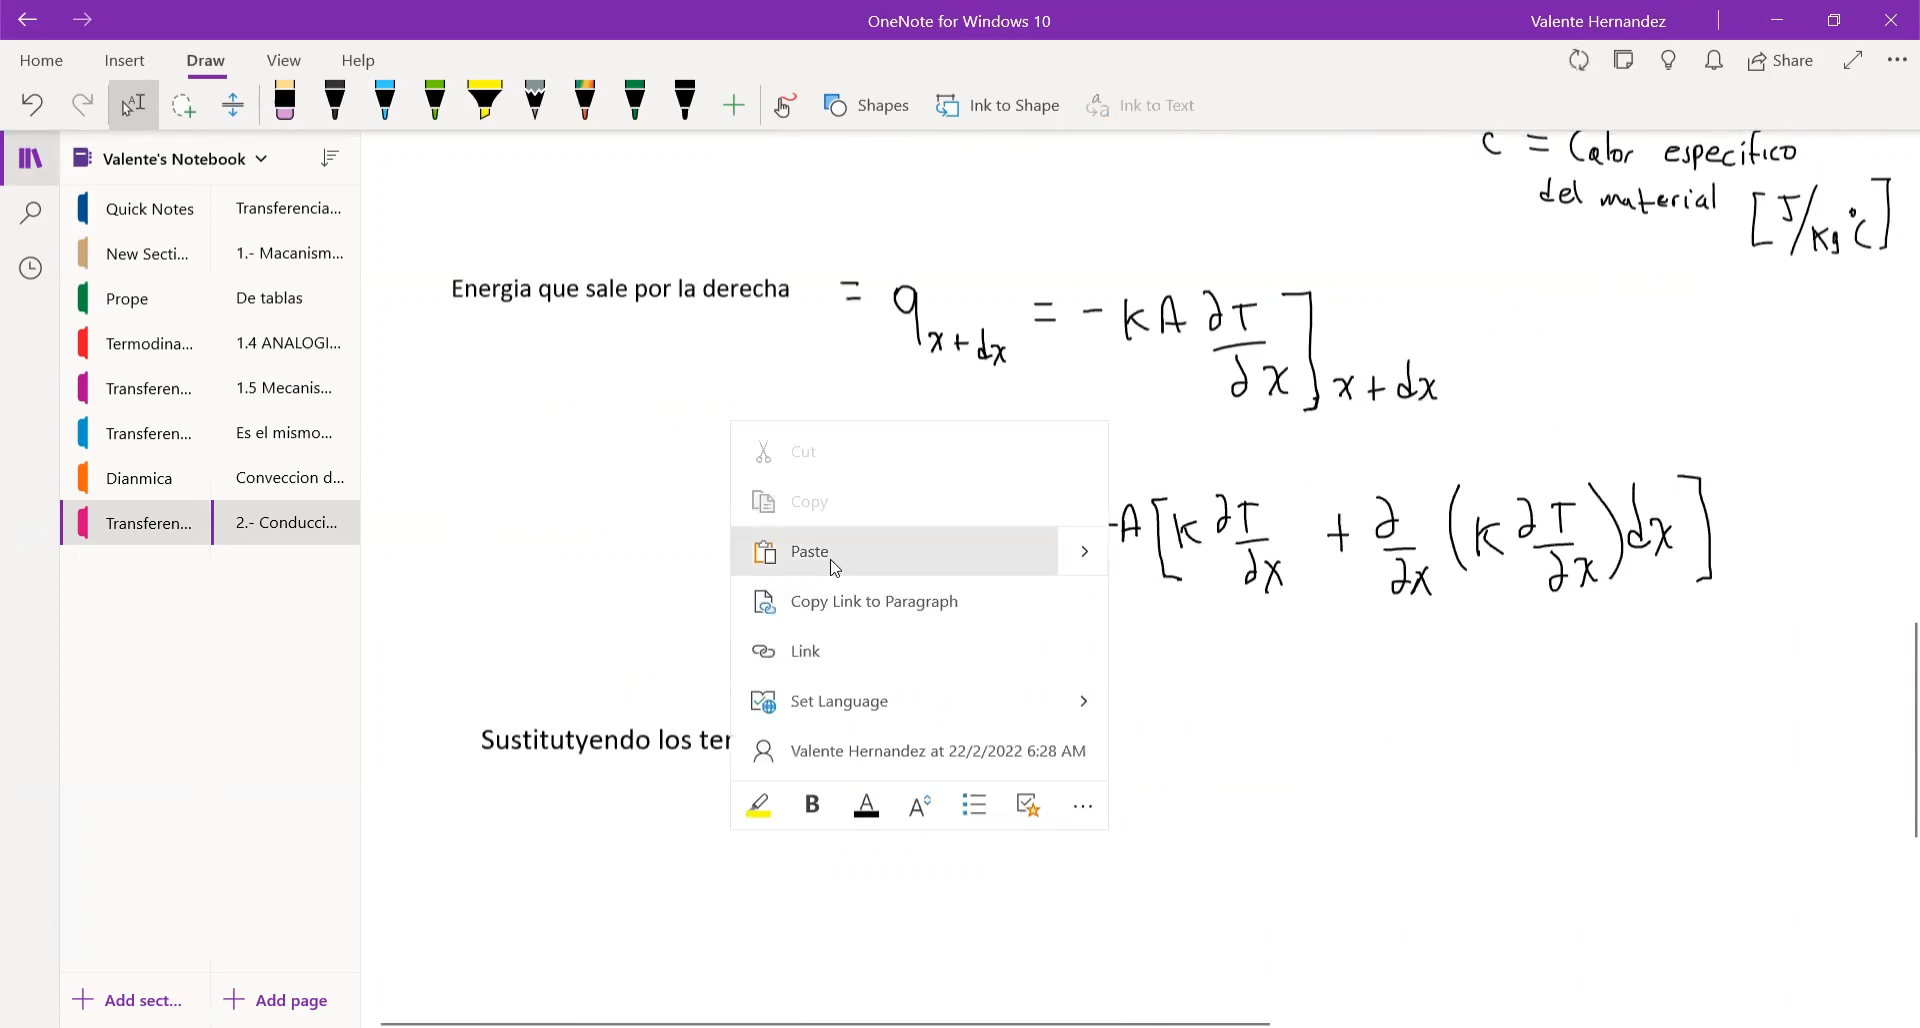 OneNote for Windows 10
Valente Hernandez
Home Insert Draw View Help
Share
Shapes Ink to Shape Ink to Text
Valente's Notebook
Quick Notes
New Secti...
Prope
Termodina...
Transferen...
Transferen...
Dianmica
Transferen...
Transferencia...
1.- Macanism...
De tablas
1.4 ANALOGI...
1.5 Mecanis...
Es el mismo...
Conveccion d...
2.- Conducci...
Add sect...
Add page
c = Calor especifico
del material [J/Kg °C]
Energia que sale por la derecha = q x+dx = - KA ∂T/∂x ] x+dx
Cut
Copy
Paste
Copy Link to Paragraph
Link
Set Language
Valente Hernandez at 22/2/2022 6:28 AM
B A A ...
-A [ K ∂T/∂x + ∂/∂x ( K ∂T/∂x ) dx ]
Sustitutyendo los ter